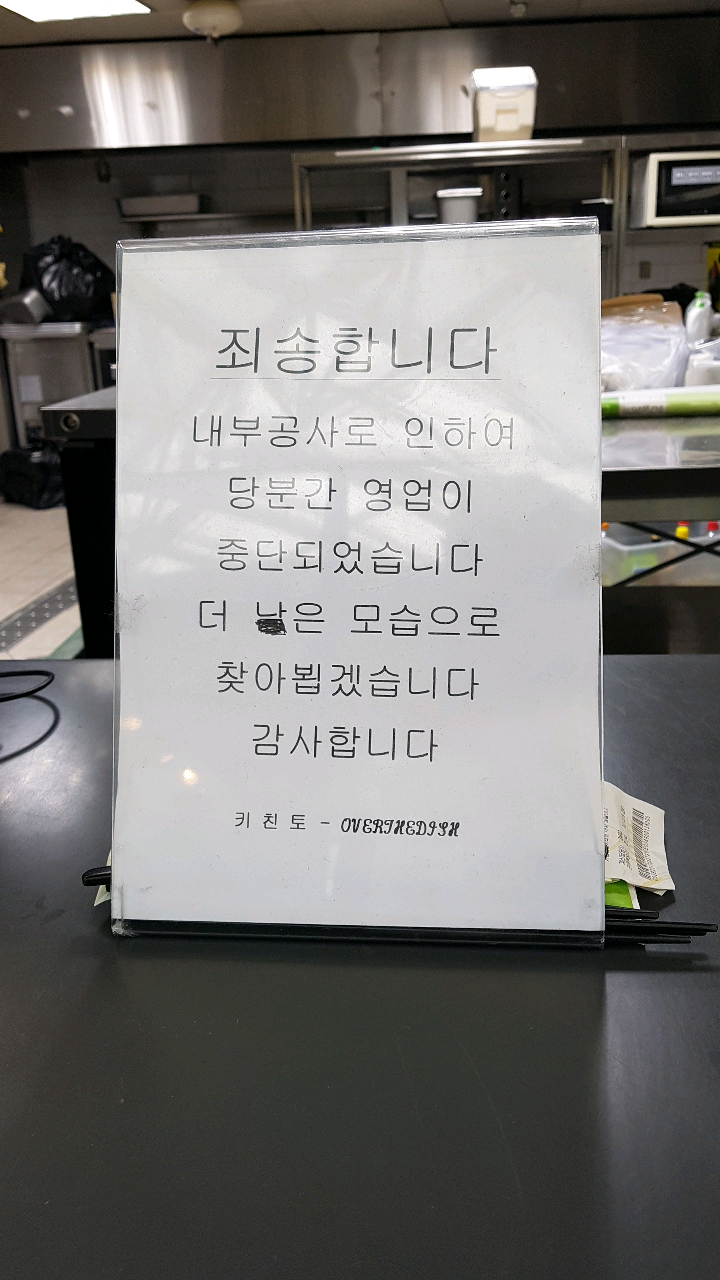 죄송합니다
내부공사로 인하여
당분간 영업이
중단되었습니다
더 낳은 모습으로
찾아뵙겠습니다
감사합니다
키친토 - OVERTHEDISH